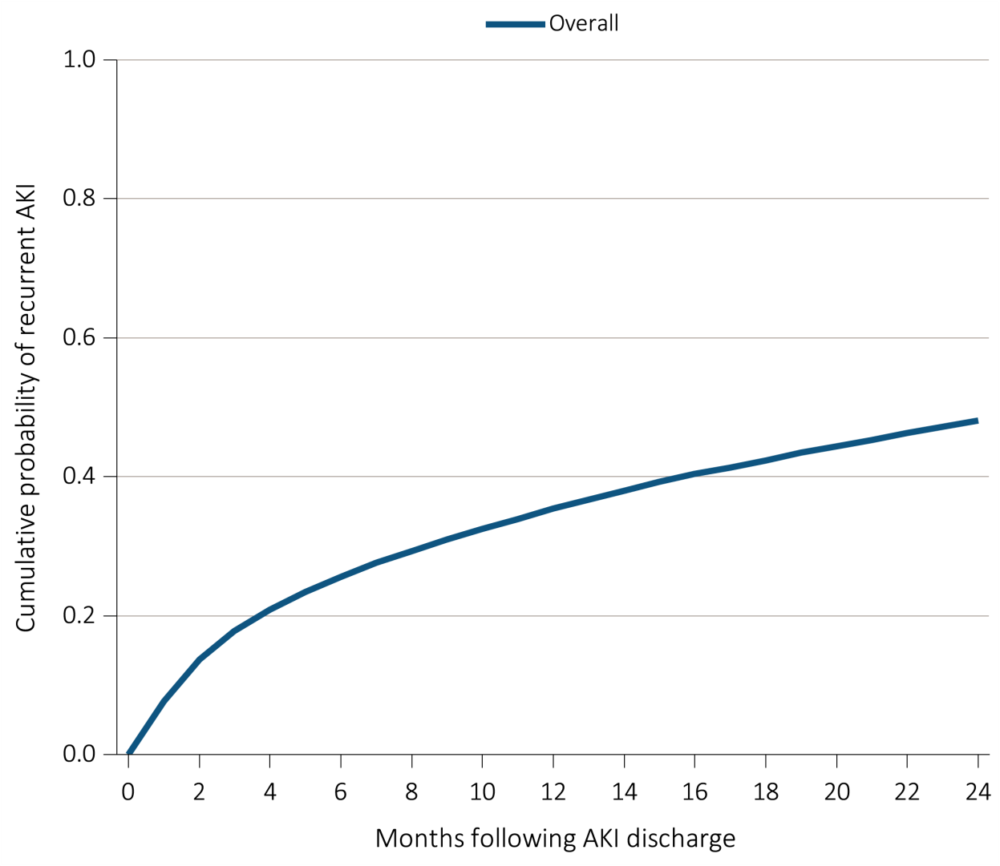 Overall
Cumulative probability of recurrent AKI
1.0
0.8
0.6
0.4
0.2
0.0
0 2 4 6 8 10 12 14 16 18 20 22 24
Months following AKI discharge